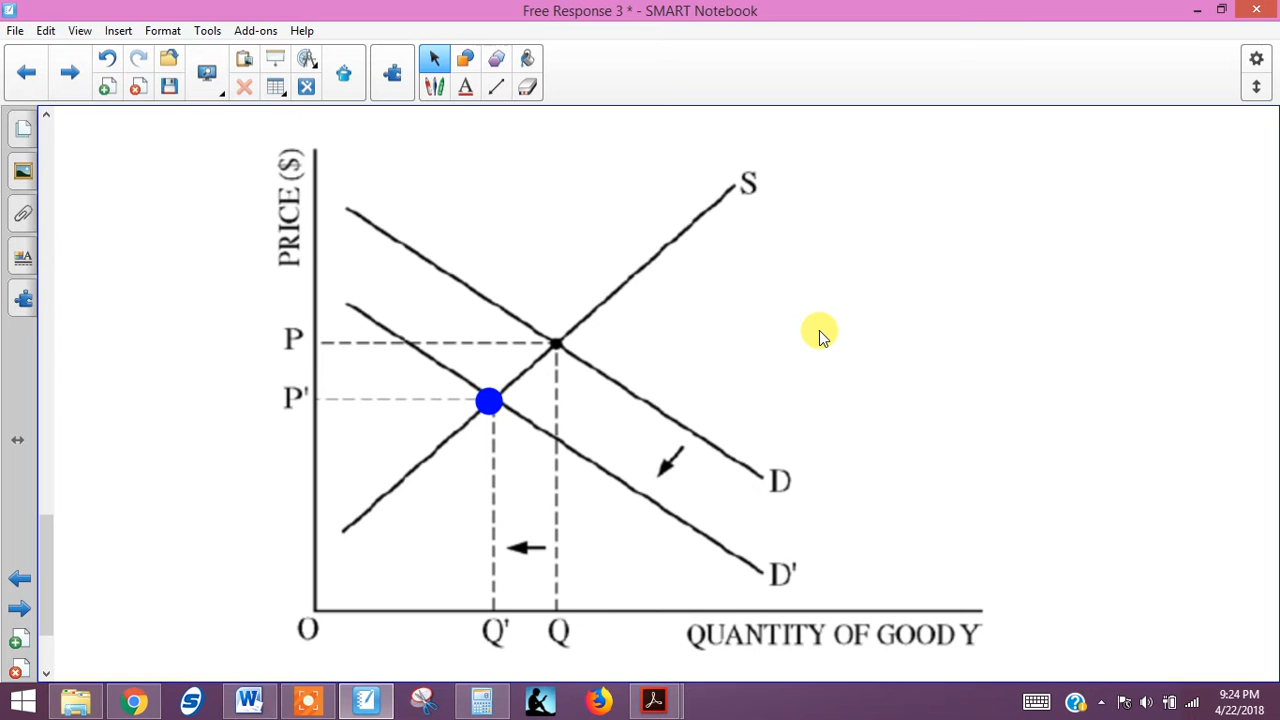 Free Response 3 * - SMART Notebook
File Edit View Insert Format Tools Add-ons Help
PRICE ($)
S
P
P'
D
D'
O
Q'
Q
QUANTITY OF GOOD Y
9:24 PM
4/22/2018